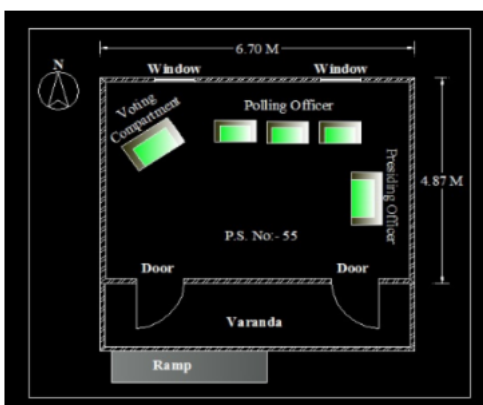 6.70 M
N
Window
Window
Voting
Compartment
Polling Officer
Presiding Officer
4.87 M
P.S. No:- 55
Door
Door
Varanda
Ramp